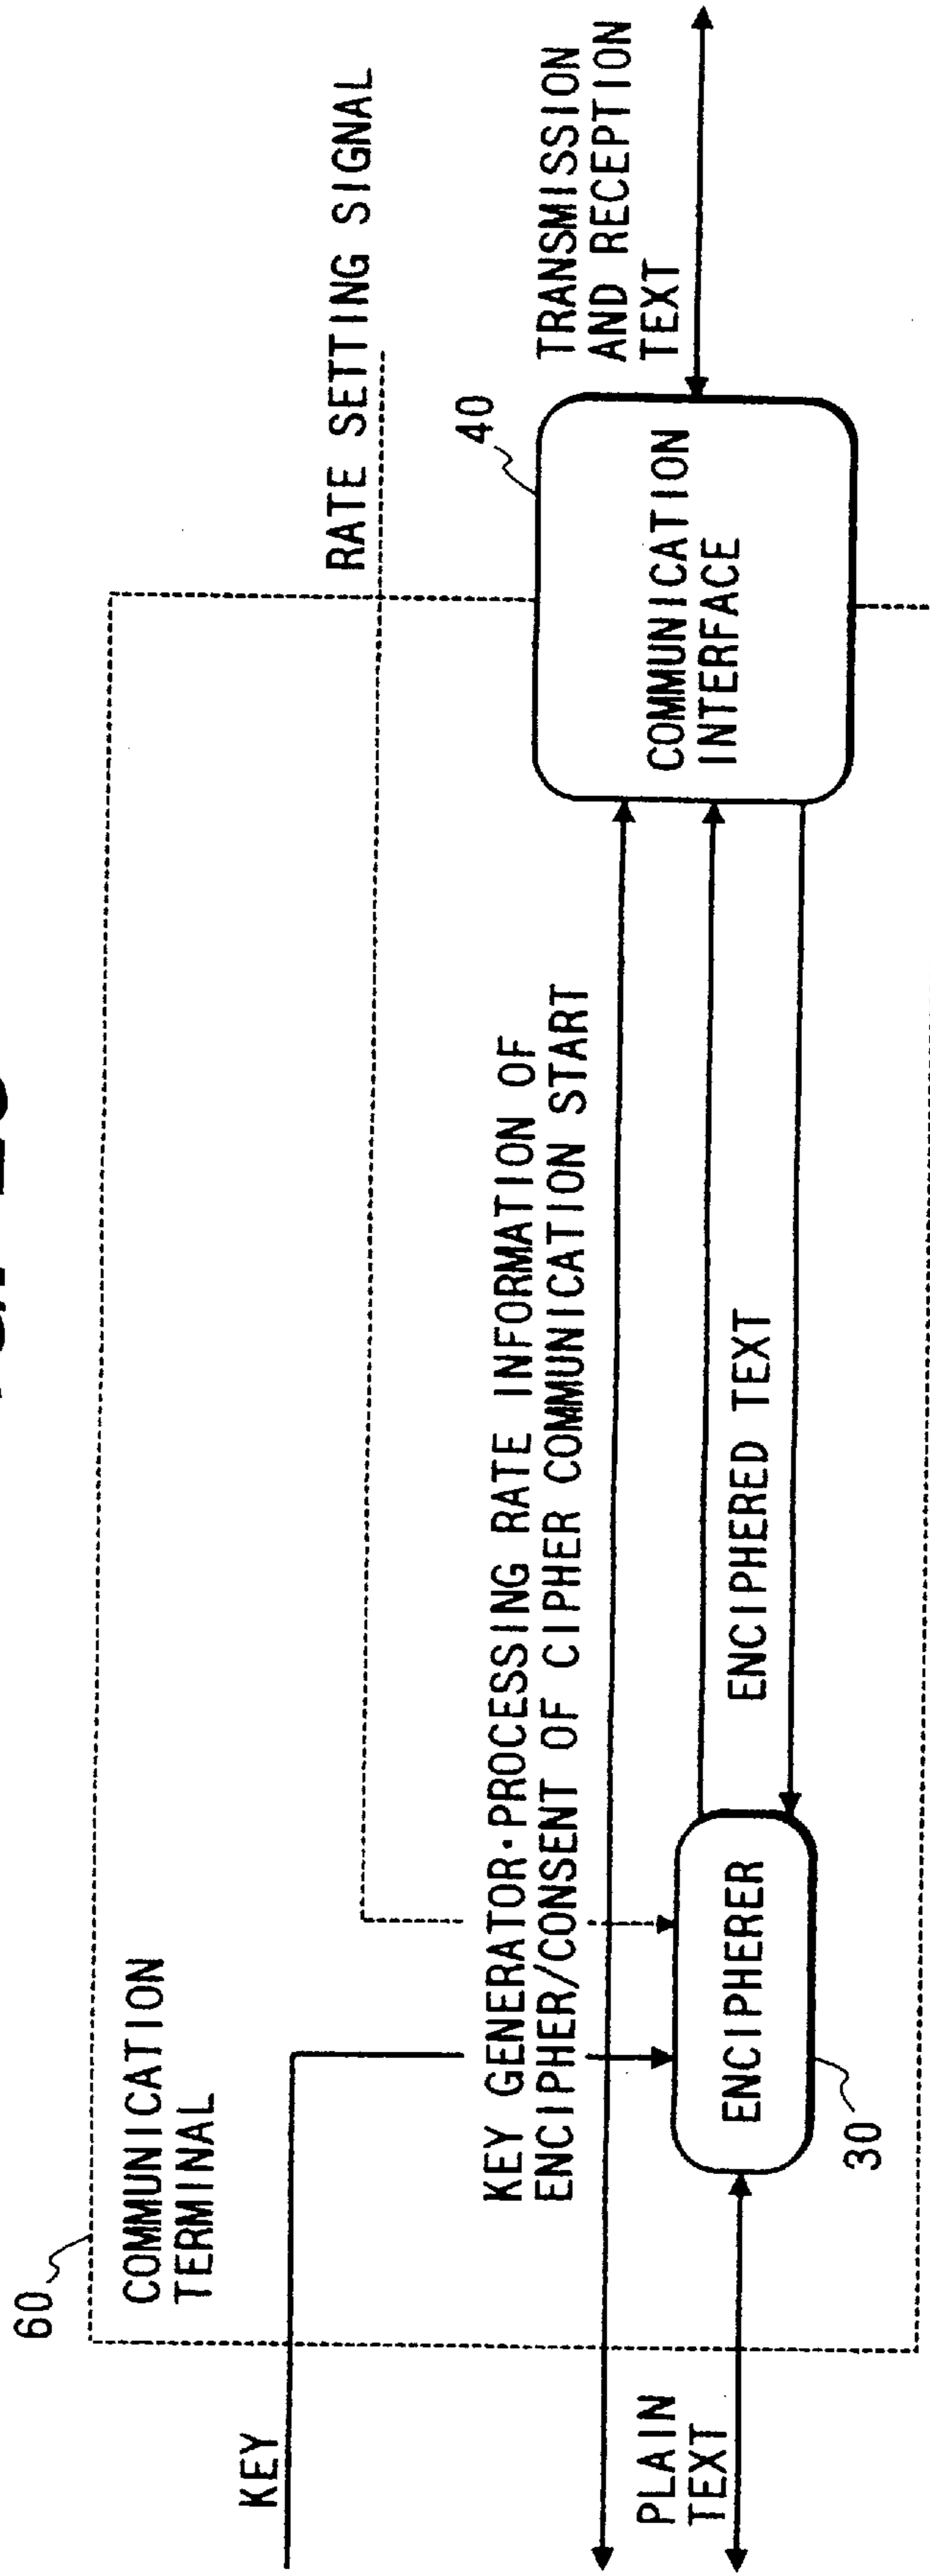 60
COMMUNICATION
TERMINAL
KEY
RATE SETTING SIGNAL
KEY GENERATOR·PROCESSING RATE INFORMATION OF
ENCIPHER/CONSENT OF CIPHER COMMUNICATION START
PLAIN
TEXT
ENCIPHERER
30
ENCIPHERED TEXT
40
COMMUNICATION
INTERFACE
TRANSMISSION
AND RECEPTION
TEXT